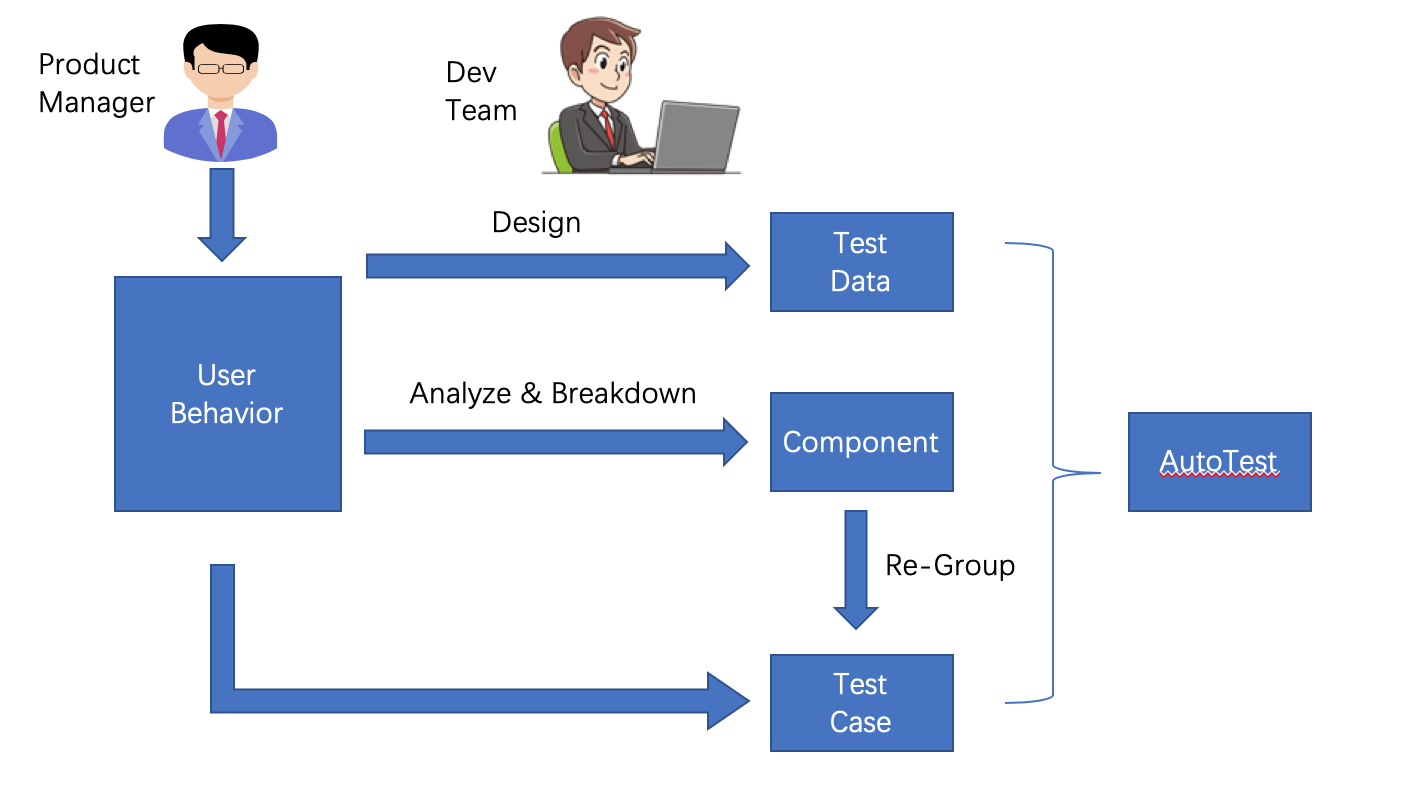 Product
Manager
Dev
Team
Design
Test
Data
User
Behavior
Analyze & Breakdown
Component
AutoTest
Re-Group
Test
Case